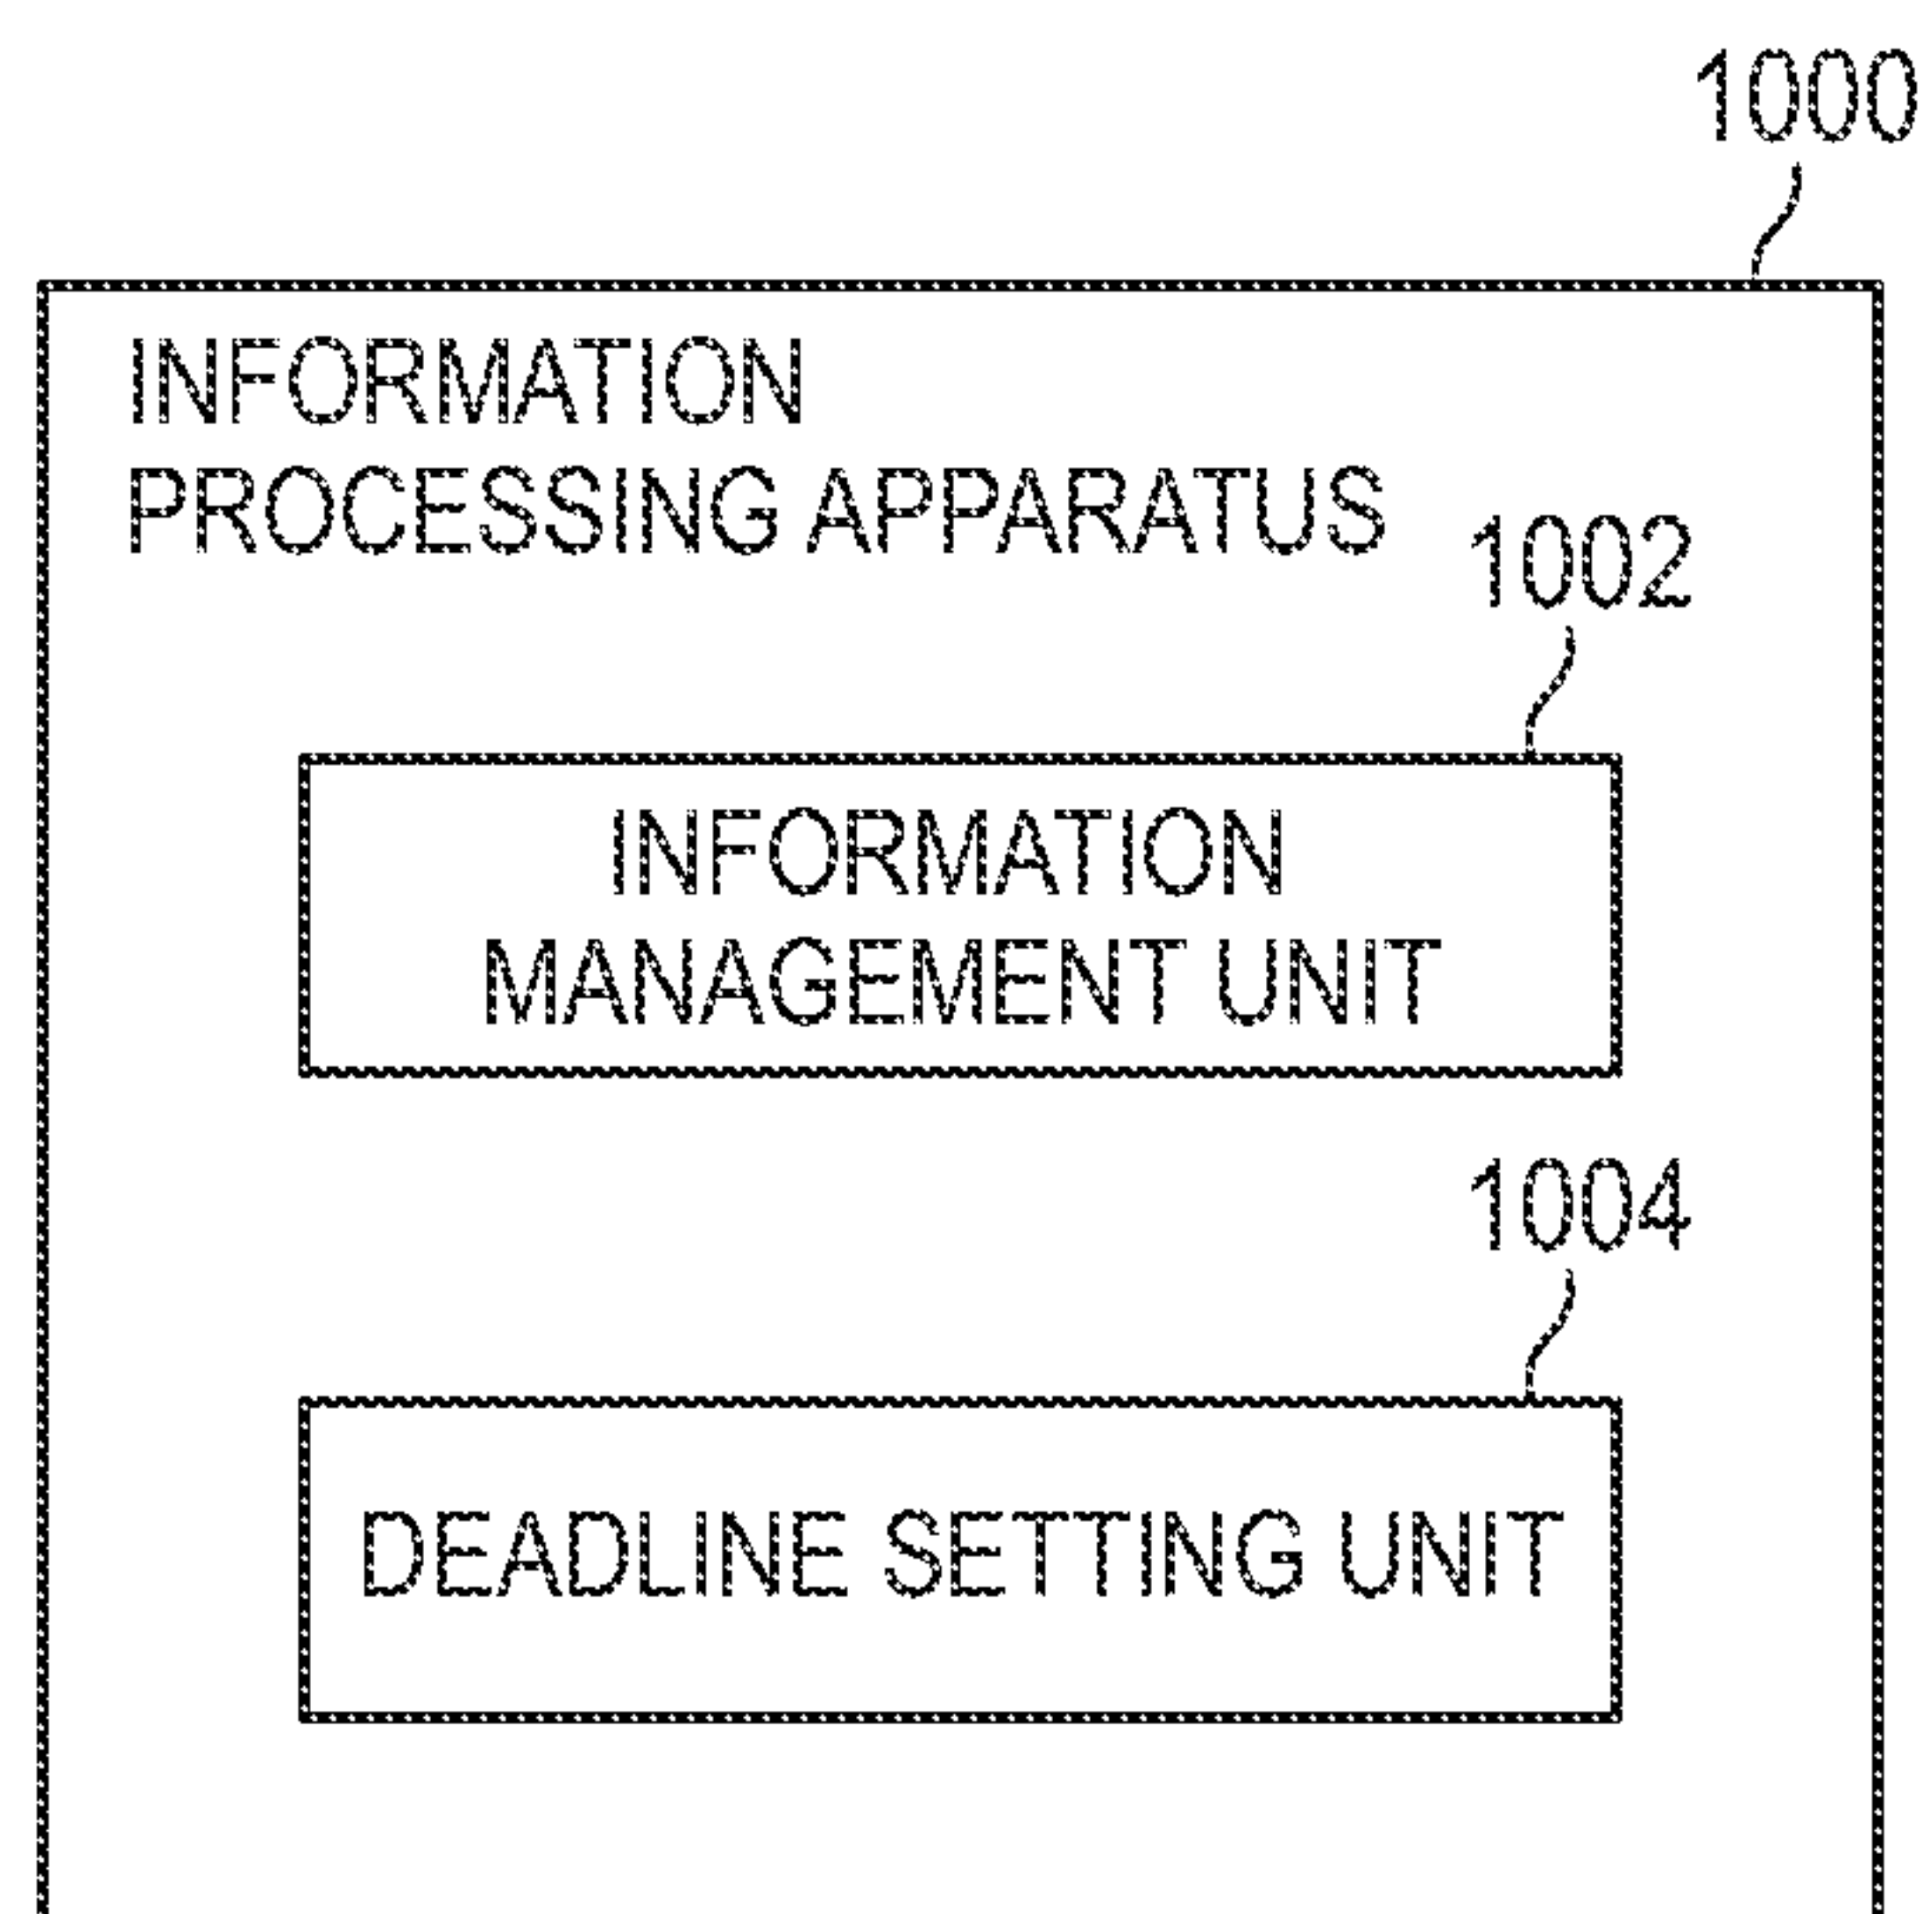 1000
INFORMATION
PROCESSING APPARATUS
1002
INFORMATION
MANAGEMENT UNIT
1004
DEADLINE SETTING UNIT